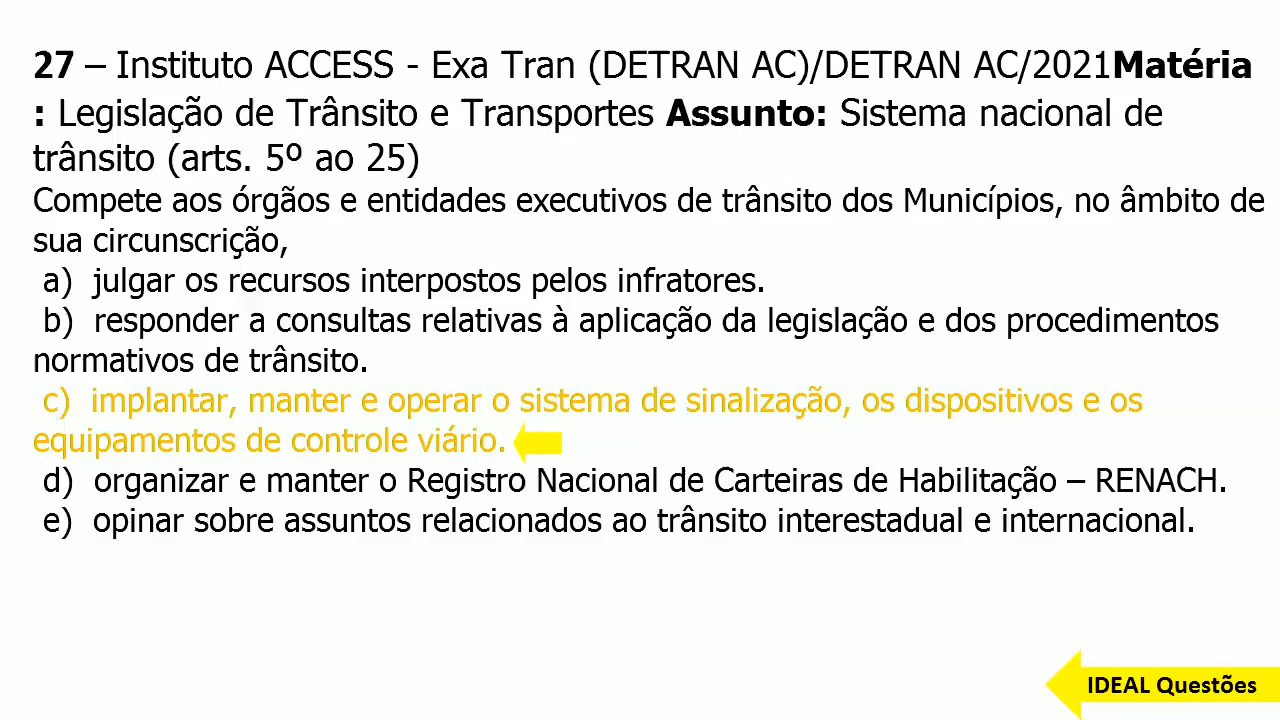 27 – Instituto ACCESS - Exa Tran (DETRAN AC)/DETRAN AC/2021Matéria
: Legislação de Trânsito e Transportes Assunto: Sistema nacional de
trânsito (arts. 5º ao 25)
Compete aos órgãos e entidades executivos de trânsito dos Municípios, no âmbito de
sua circunscrição,
a) julgar os recursos interpostos pelos infratores.
b) responder a consultas relativas à aplicação da legislação e dos procedimentos
normativos de trânsito.
c) implantar, manter e operar o sistema de sinalização, os dispositivos e os
equipamentos de controle viário.
d) organizar e manter o Registro Nacional de Carteiras de Habilitação – RENACH.
e) opinar sobre assuntos relacionados ao trânsito interestadual e internacional.
IDEAL Questões